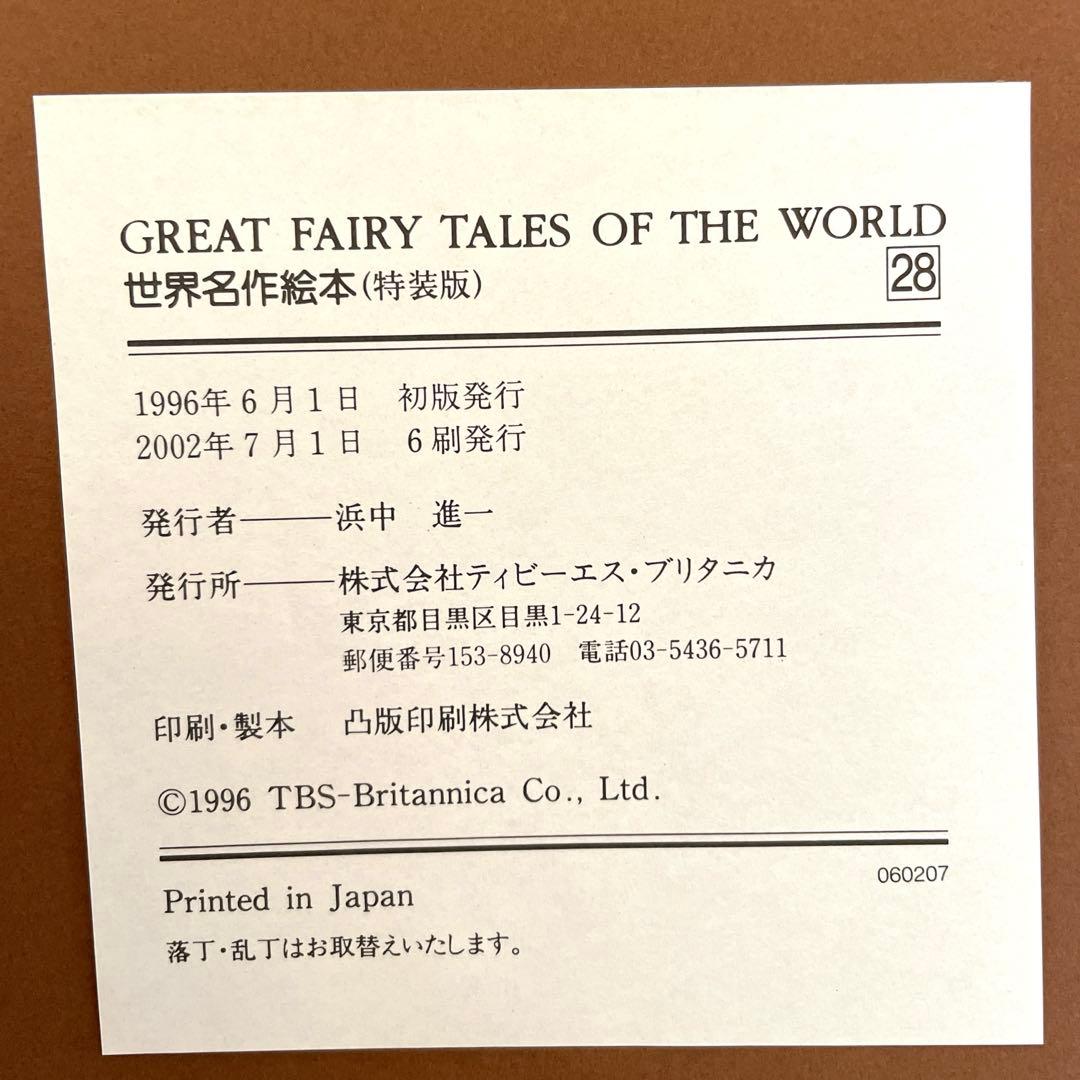 GREAT FAIRY TALES OF THE WORLD
世界名作絵本(特装版) 28
1996年6月1日 初版発行
2002年7月1日 6刷発行
発行者――浜中 進一
発行所――株式会社ティビーエス・ブリタニカ
東京都目黒区目黒1-24-12
郵便番号153-8940 電話03-5436-5711
印刷・製本 凸版印刷株式会社
©1996 TBS-Britannica Co., Ltd.
060207
Printed in Japan
落丁・乱丁はお取替えいたします。